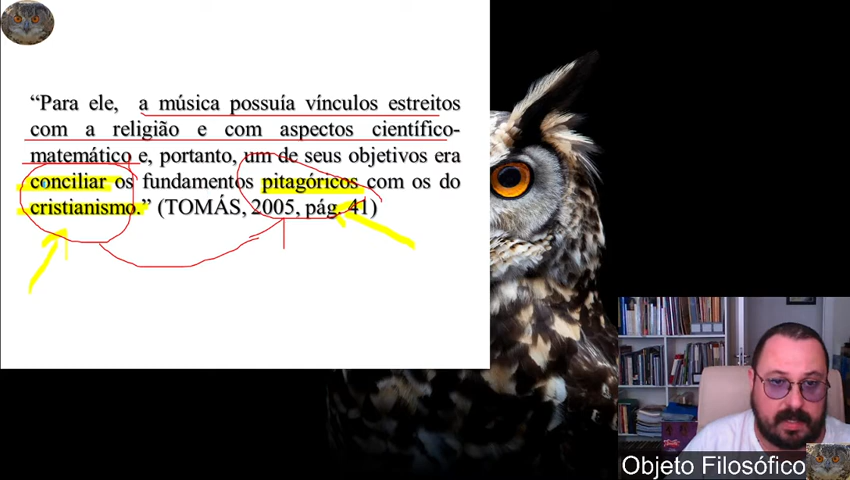 “Para ele, a música possuía vínculos estreitos
com a religião e com aspectos científico-
matemático e, portanto, um de seus objetivos era
conciliar os fundamentos pitagóricos com os do
cristianismo.” (TOMÁS, 2005, pág. 41)
Objeto Filosófico